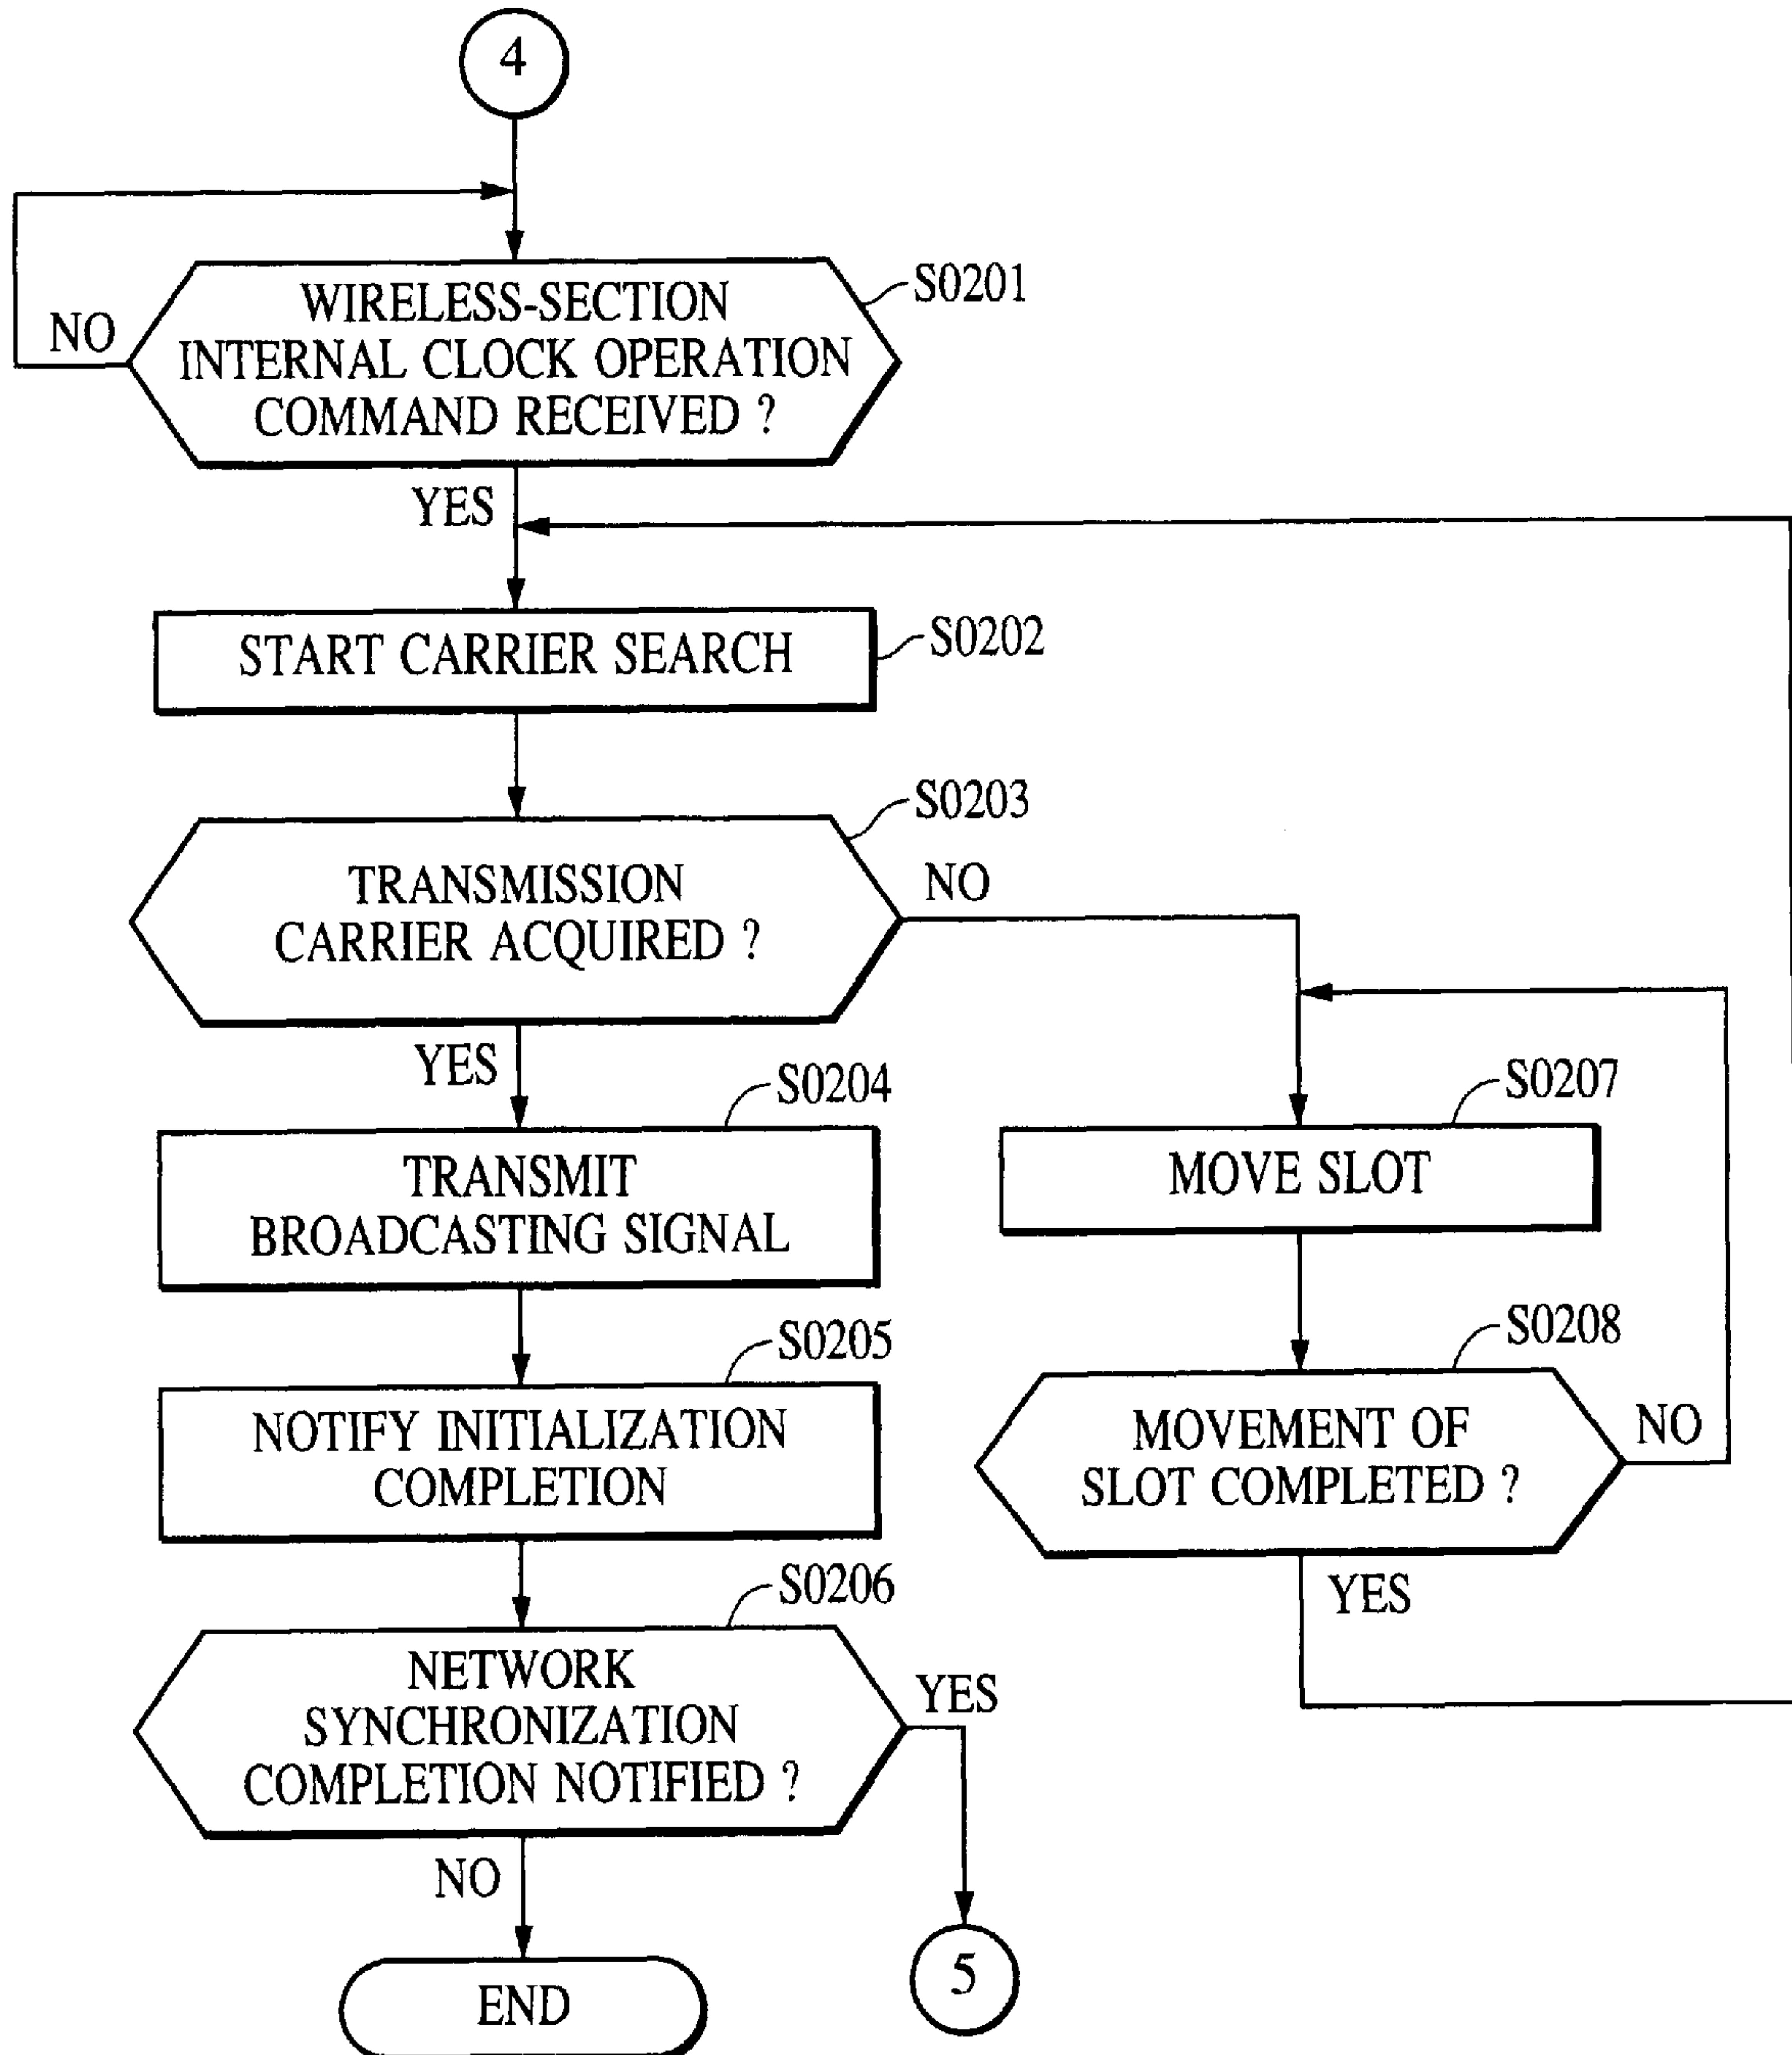 4
WIRELESS-SECTION
INTERNAL CLOCK OPERATION
COMMAND RECEIVED ?
S0201
NO
YES
START CARRIER SEARCH
S0202
TRANSMISSION
CARRIER ACQUIRED ?
S0203
NO
YES
TRANSMIT
BROADCASTING SIGNAL
S0204
MOVE SLOT
S0207
NOTIFY INITIALIZATION
COMPLETION
S0205
MOVEMENT OF
SLOT COMPLETED ?
S0208
NO
YES
NETWORK
SYNCHRONIZATION
COMPLETION NOTIFIED ?
S0206
YES
NO
END
5